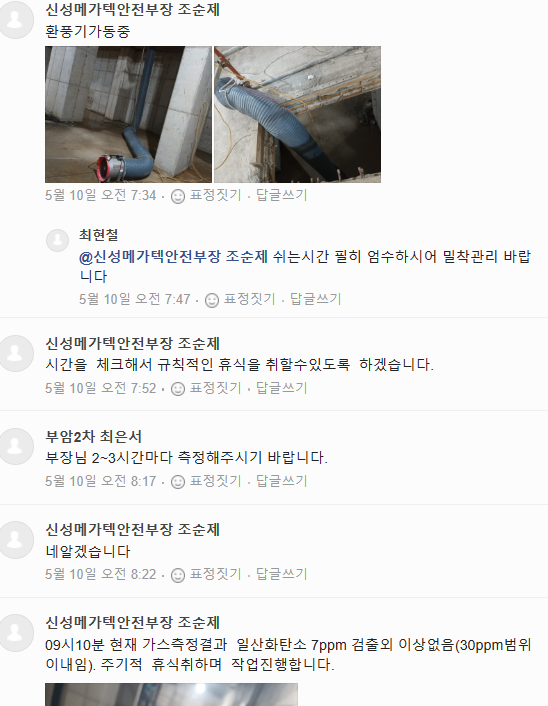 신성메가텍안전부장 조순제
환풍기가동중
5월 10일 오전 7:34 · 표정짓기 · 답글쓰기
최현철
@신성메가텍안전부장 조순제 쉬는시간 필히 엄수하시어 밀착관리 바랍
니다
5월 10일 오전 7:47 · 표정짓기 · 답글쓰기
신성메가텍안전부장 조순제
시간을 체크해서 규칙적인 휴식을 취할수있도록 하겠습니다.
5월 10일 오전 7:52 · 표정짓기 · 답글쓰기
부암2차 최은서
부장님 2~3시간마다 측정해주시기 바랍니다.
5월 10일 오전 8:17 · 표정짓기 · 답글쓰기
신성메가텍안전부장 조순제
네알겠습니다
5월 10일 오전 8:22 · 표정짓기 · 답글쓰기
신성메가텍안전부장 조순제
09시10분 현재 가스측정결과 일산화탄소 7ppm 검출외 이상없음(30ppm범위
이내임). 주기적 휴식취하며 작업진행합니다.